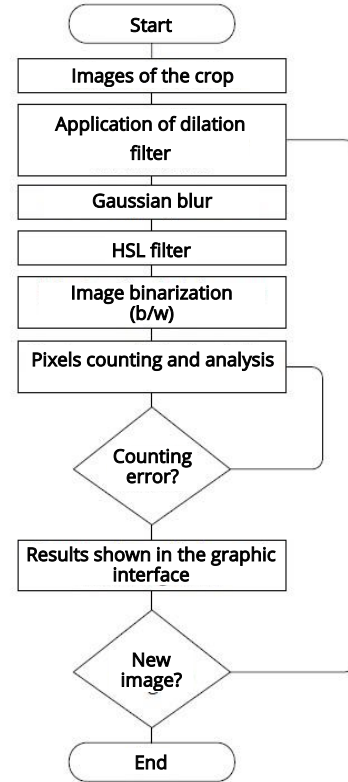 Start
Images of the crop
Application of dilation
filter
Gaussian blur
HSL filter
Image binarization
(b/w)
Pixels counting and analysis
Counting
error?
Results shown in the graphic
interface
New
image?
End